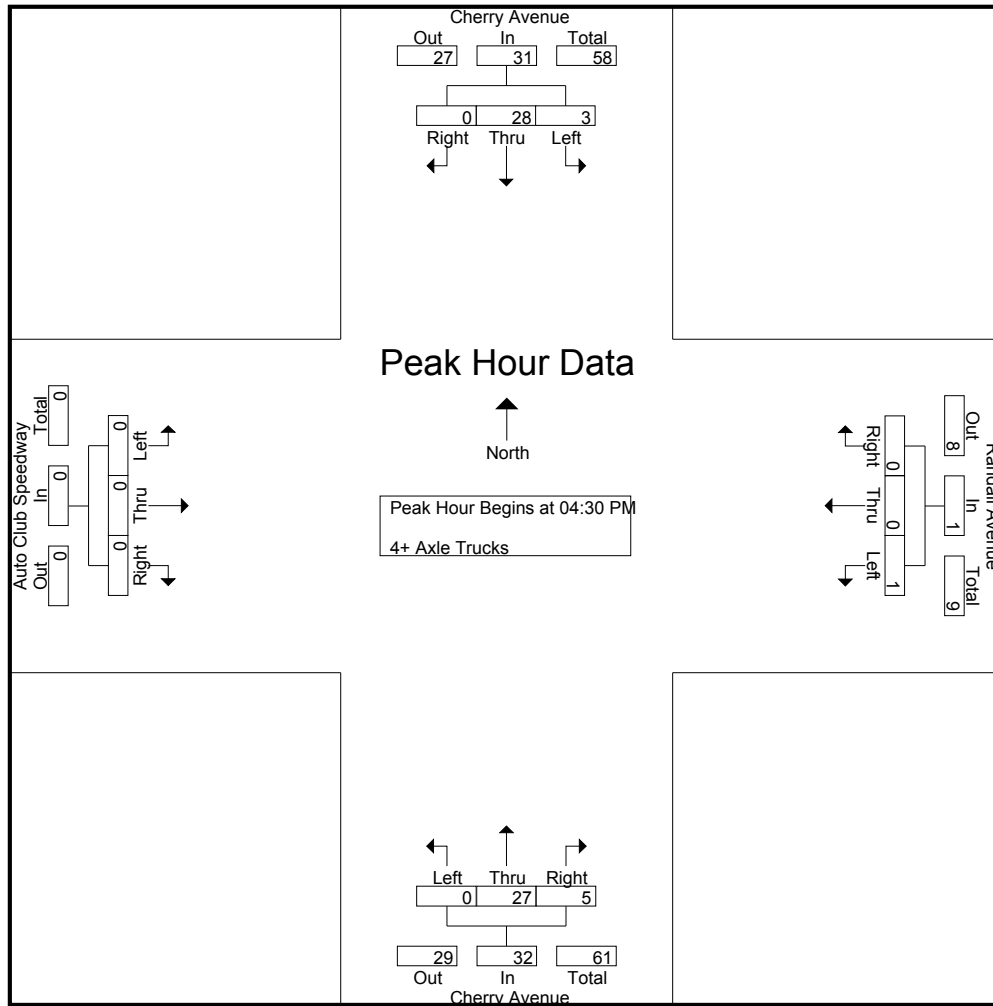 Cherry Avenue
Out In Total
27 31 58
0 28 3
Right Thru Left
Peak Hour Data
North
Peak Hour Begins at 04:30 PM
4+ Axle Trucks
Auto Club Speedway
Out In Total
0 0 0
0 0 0
Right Thru Left
Randall Avenue
Out In Total
8 1 9
Right Thru Left
0 0 1
Left Thru Right
0 27 5
29 32 61
Out In Total
Cherry Avenue